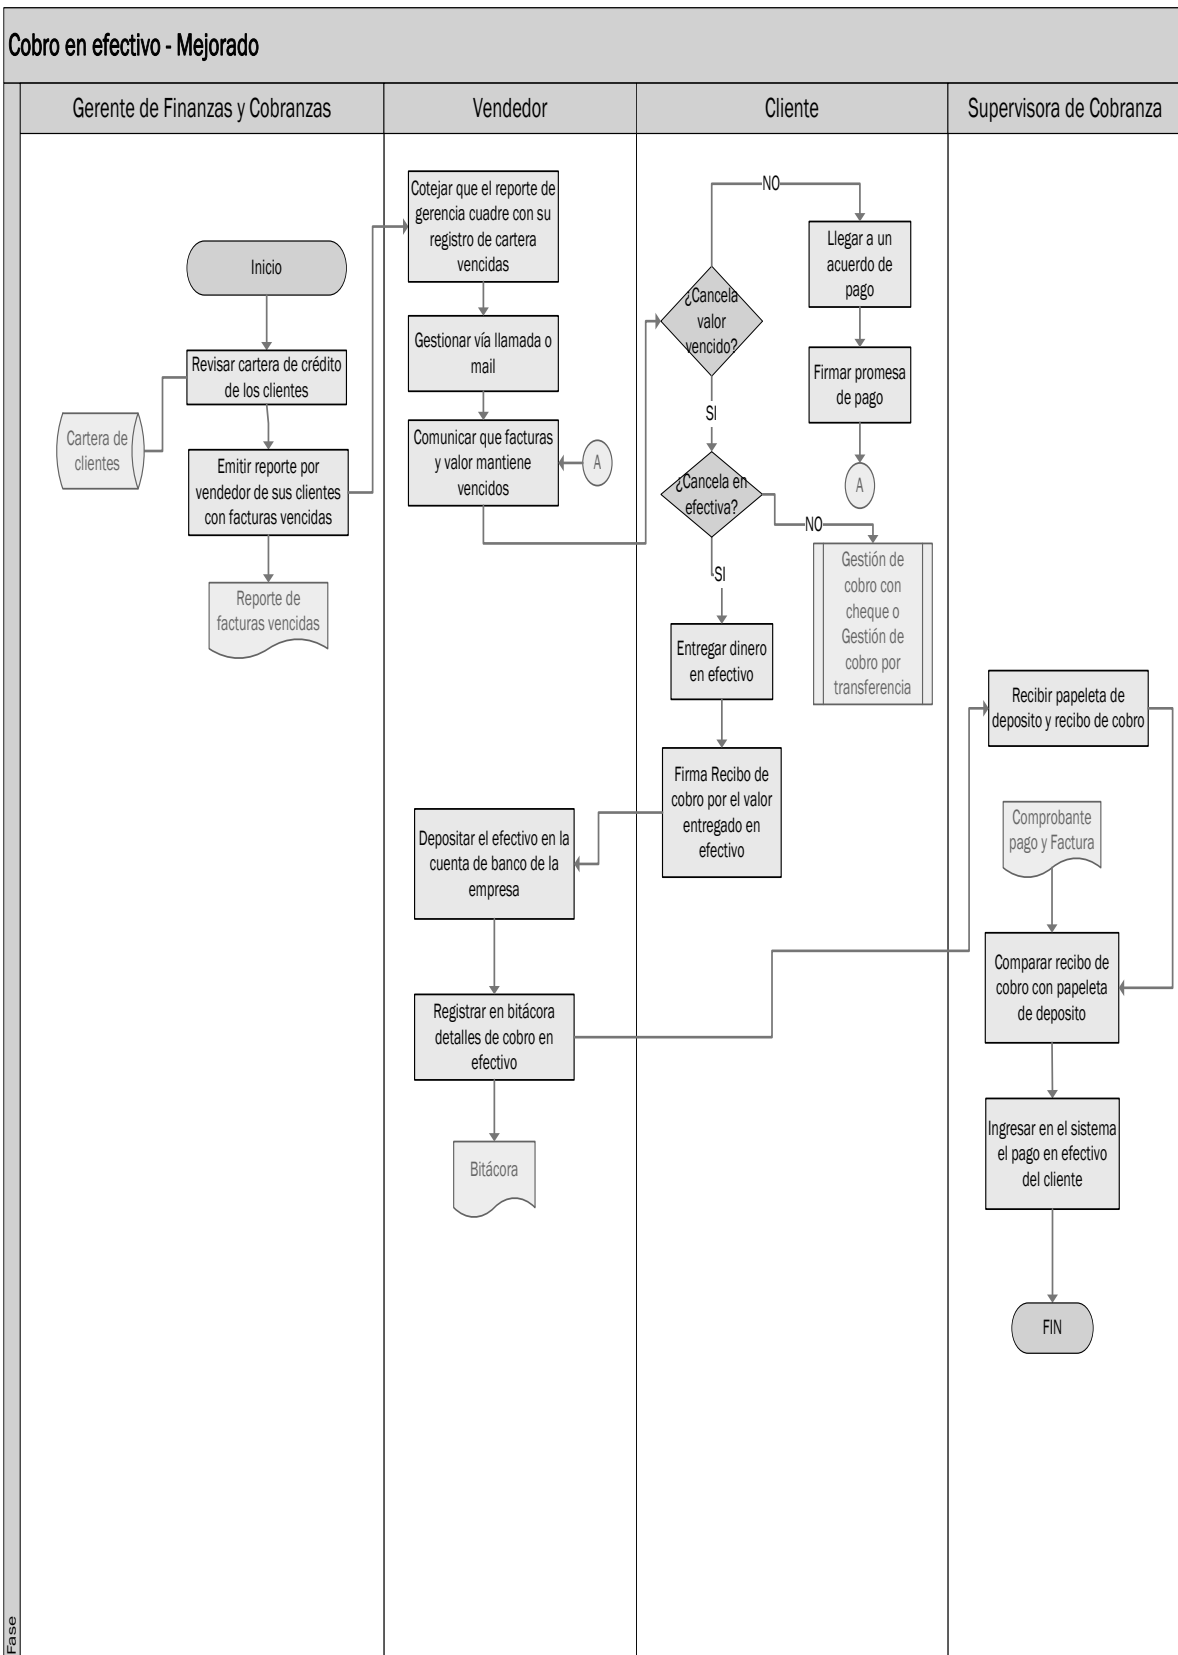 Cobro en efectivo - Mejorado
Fase
Gerente de Finanzas y Cobranzas
Vendedor
Cliente
Supervisora de Cobranza
Inicio
Revisar cartera de crédito
de los clientes
Cartera de
clientes
Emitir reporte por
vendedor de sus clientes
con facturas vencidas
Reporte de
facturas vencidas
Cotejar que el reporte de
gerencia cuadre con su
registro de cartera
vencidas
Gestionar vía llamada o
mail
Comunicar que facturas
y valor mantiene
vencidos
A
Depositar el efectivo en la
cuenta de banco de la
empresa
Registrar en bitácora
detalles de cobro en
efectivo
Bitácora
NO
¿Cancela
valor
vencido?
SI
Llegar a un
acuerdo de
pago
Firmar promesa
de pago
A
¿Cancela en
efectiva?
NO
SI
Gestión de
cobro con
cheque o
Gestión de
cobro por
transferencia
Entregar dinero
en efectivo
Firma Recibo de
cobro por el valor
entregado en
efectivo
Recibir papeleta de
deposito y recibo de cobro
Comprobante
pago y Factura
Comparar recibo de
cobro con papeleta
de deposito
Ingresar en el sistema
el pago en efectivo
del cliente
FIN